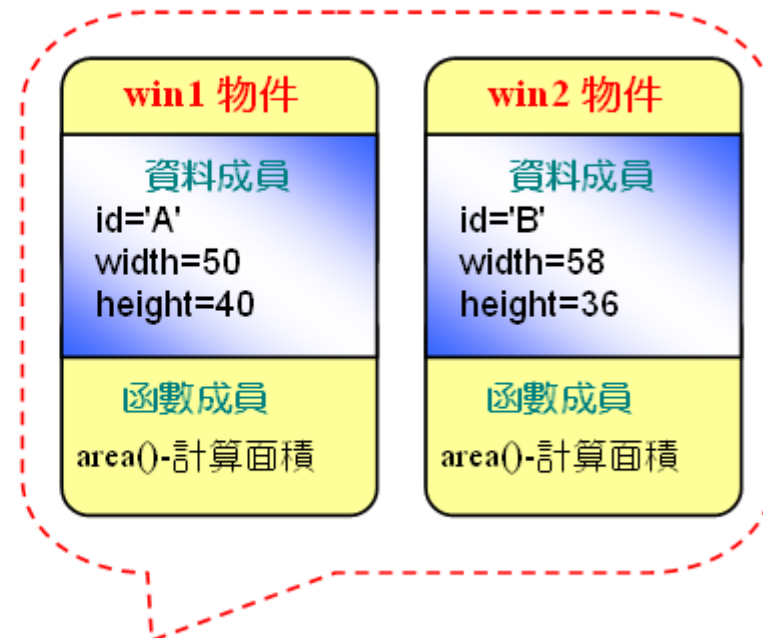 win1 物件
資料成員
id='A'
width=50
height=40
函數成員
area()-計算面積
win2 物件
資料成員
id='B'
width=58
height=36
函數成員
area()-計算面積